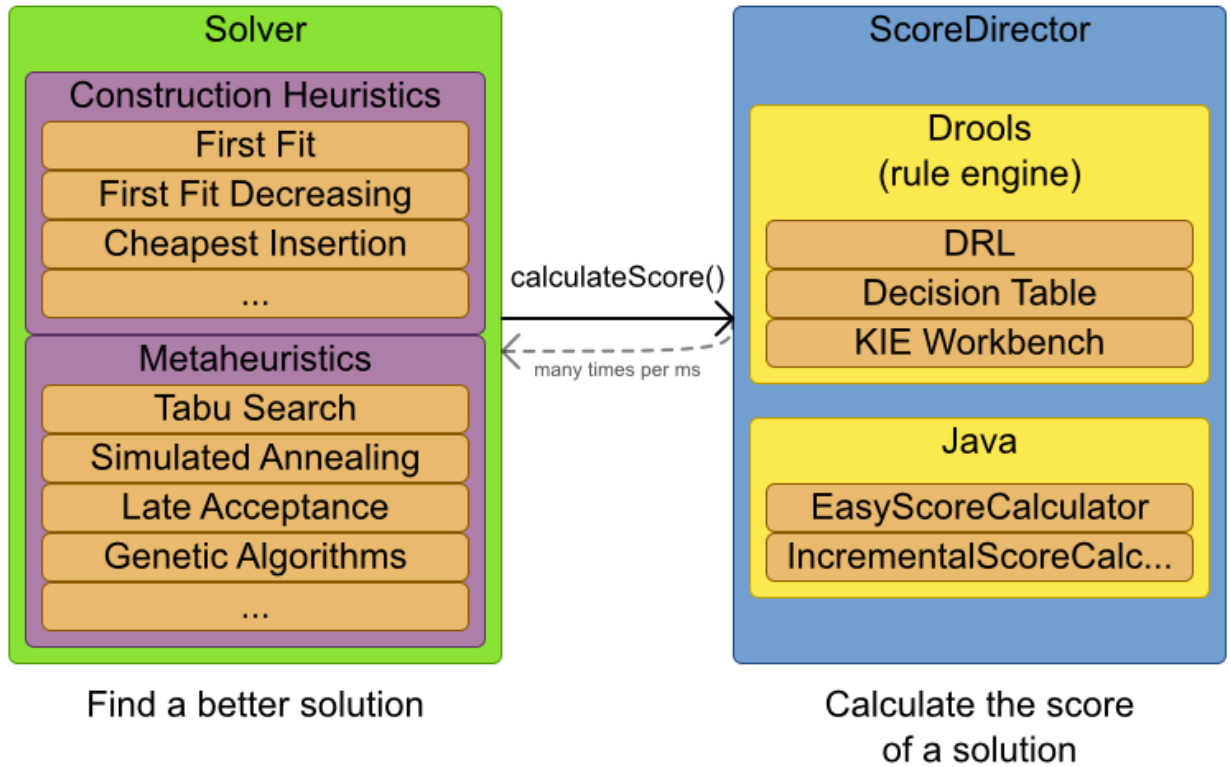 Solver
Construction Heuristics
First Fit
First Fit Decreasing
Cheapest Insertion
...
Metaheuristics
Tabu Search
Simulated Annealing
Late Acceptance
Genetic Algorithms
...
Find a better solution
calculateScore()
many times per ms
ScoreDirector
Drools
(rule engine)
DRL
Decision Table
KIE Workbench
Java
EasyScoreCalculator
IncrementalScoreCalc...
Calculate the score
of a solution